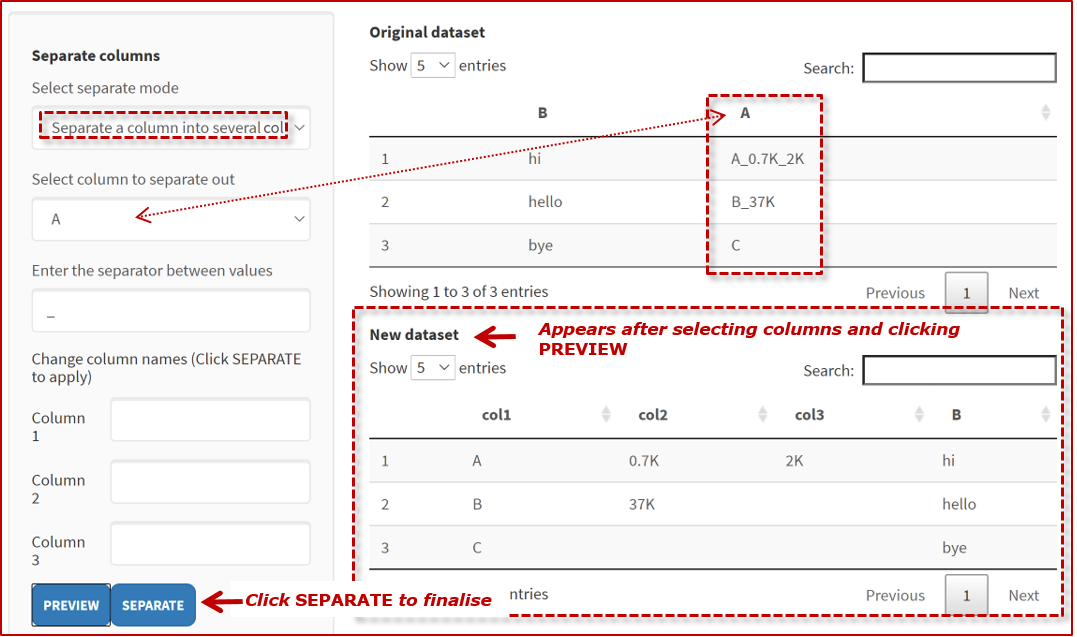 Separate columns
Select separate mode
Separate a column into several col
Select column to separate out
A
Enter the separator between values
_
Change column names (Click SEPARATE
to apply)
Column
1
Column
2
Column
3
PREVIEW SEPARATE
Click SEPARATE to finalise
Original dataset
Show 5 entries
Search:
B A
1 hi A_0.7K_2K
2 hello B_37K
3 bye C
Showing 1 to 3 of 3 entries
Previous 1 Next
New dataset
Appears after selecting columns and clicking
PREVIEW
Show 5 entries
Search:
col1 col2 col3 B
1 A 0.7K 2K hi
2 B 37K hello
3 C bye
ntries
Previous 1 Next